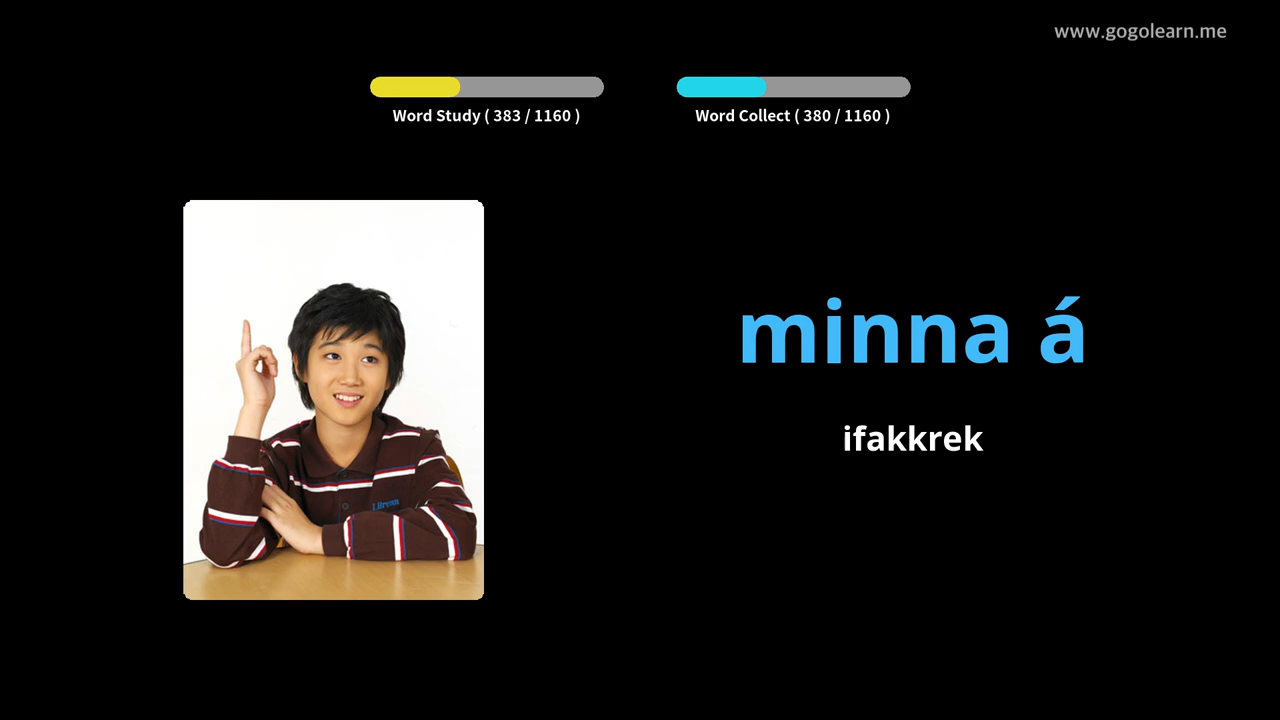 www.gogolearn.me
Word Study ( 383 / 1160 )
Word Collect ( 380 / 1160 )
minna á
ifakkrek